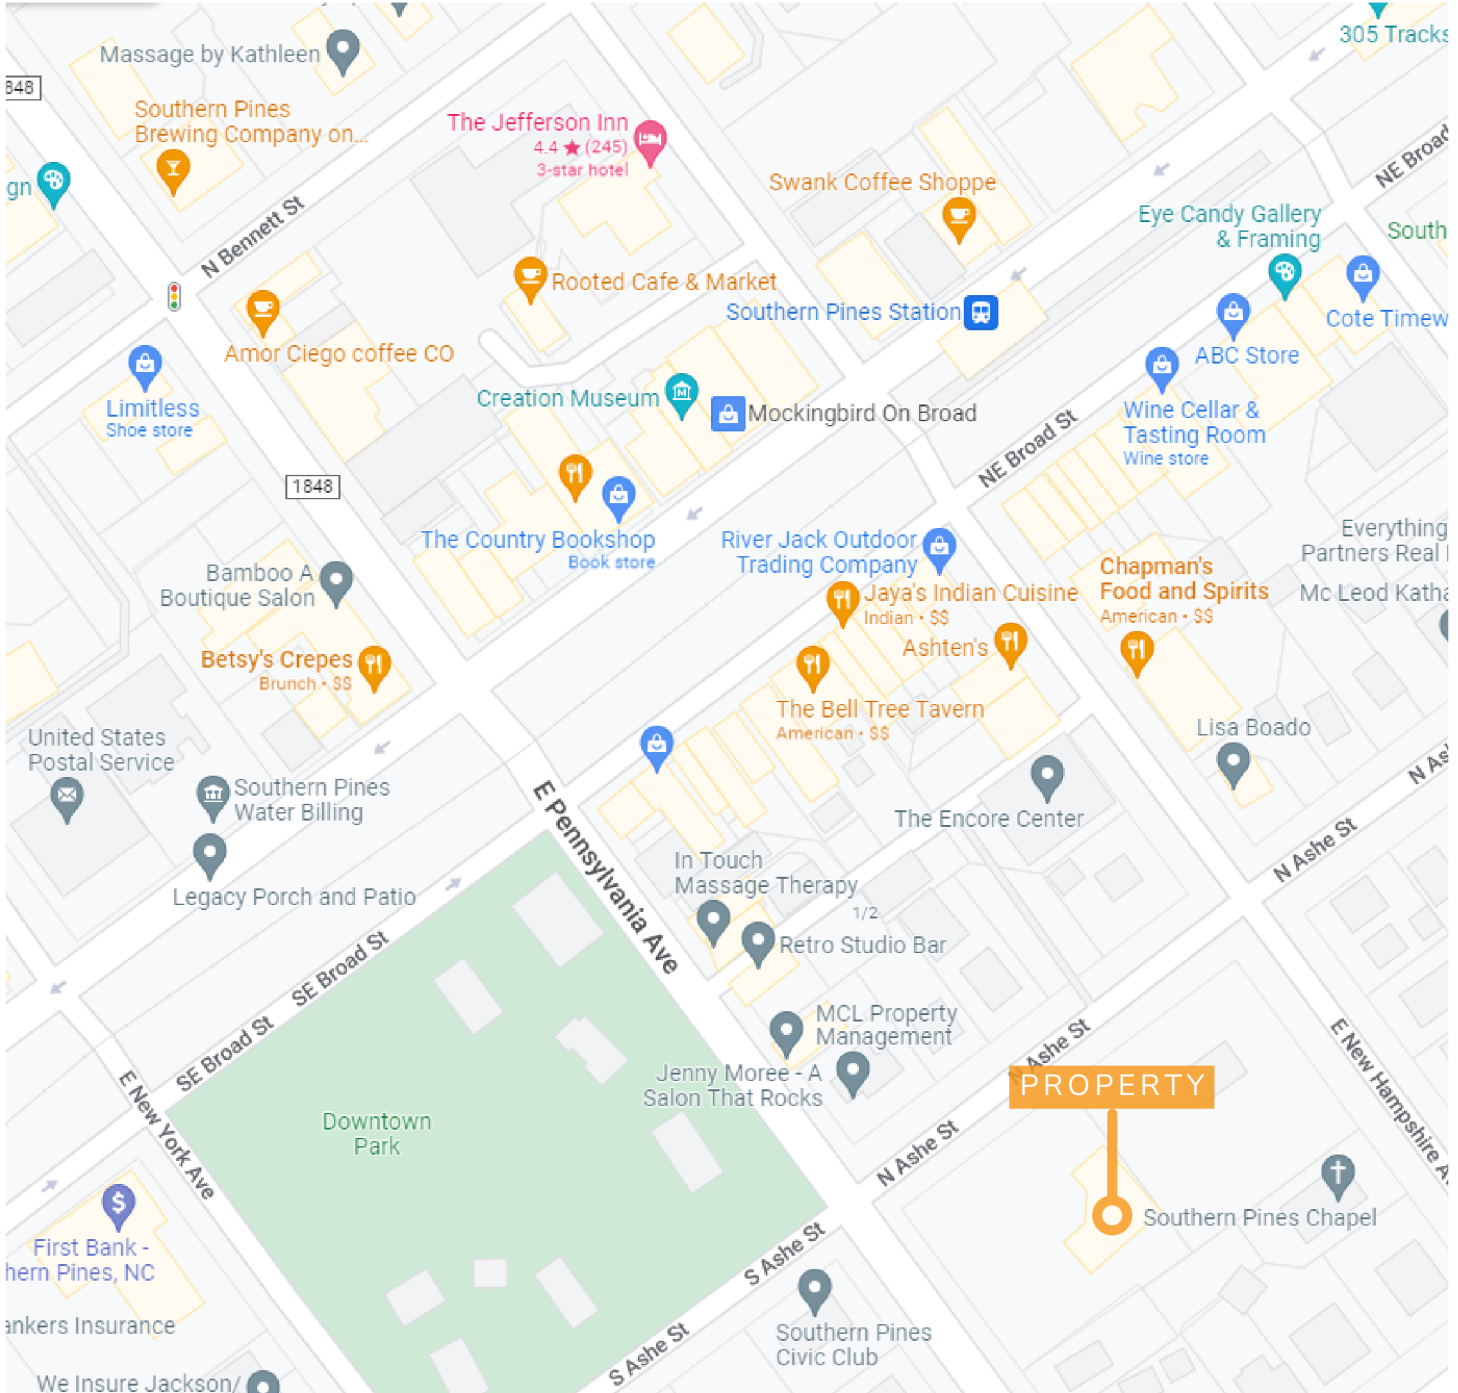 Massage by Kathleen
305 Tracks
848
Southern Pines
Brewing Company on...
The Jefferson Inn
4.4 ★ (245)
3-star hotel
NE Broad
gn
Swank Coffee Shoppe
N Bennett St
Eye Candy Gallery
& Framing
South
Rooted Cafe & Market
Southern Pines Station
Cote Timew
Amor Ciego coffee CO
ABC Store
Limitless
Shoe store
Creation Museum
Mockingbird On Broad
Wine Cellar &
Tasting Room
Wine store
NE Broad St
1848
The Country Bookshop
Book store
River Jack Outdoor
Trading Company
Everything
Partners Real
Bamboo A
Boutique Salon
Jaya's Indian Cuisine
Indian • $$
Chapman's
Food and Spirits
American • $$
Mc Leod Katha
Betsy's Crepes
Brunch • $$
Ashten's
The Bell Tree Tavern
American • $$
Lisa Boado
United States
Postal Service
Southern Pines
Water Billing
E Pennsylvania Ave
The Encore Center
N As
N Ashe St
Legacy Porch and Patio
In Touch
Massage Therapy
1/2
Retro Studio Bar
SE Broad St
SE Broad St
MCL Property
Management
N Ashe St
E New York Ave
Jenny Moree - A
Salon That Rocks
PROPERTY
E New Hampshire A
Downtown
Park
N Ashe St
Southern Pines Chapel
First Bank -
hern Pines, NC
S Ashe St
ankers Insurance
Southern Pines
Civic Club
S Ashe St
We Insure Jackson/